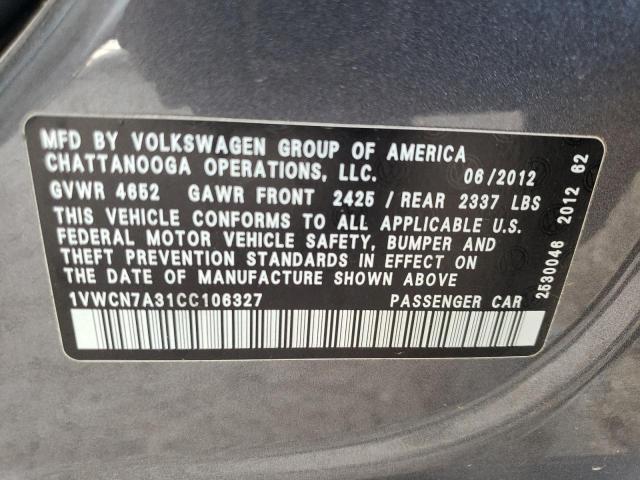 MFD BY VOLKSWAGEN GROUP OF AMERICA
CHATTANOOGA OPERATIONS, LLC. 06/2012
GVWR 4652 GAWR FRONT 2425 / REAR 2337 LBS
THIS VEHICLE CONFORMS TO ALL APPLICABLE U.S.
FEDERAL MOTOR VEHICLE SAFETY, BUMPER AND
THEFT PREVENTION STANDARDS IN EFFECT ON
THE DATE OF MANUFACTURE SHOWN ABOVE
1VWCN7A31CC106327 PASSENGER CAR
2530046 2012 62